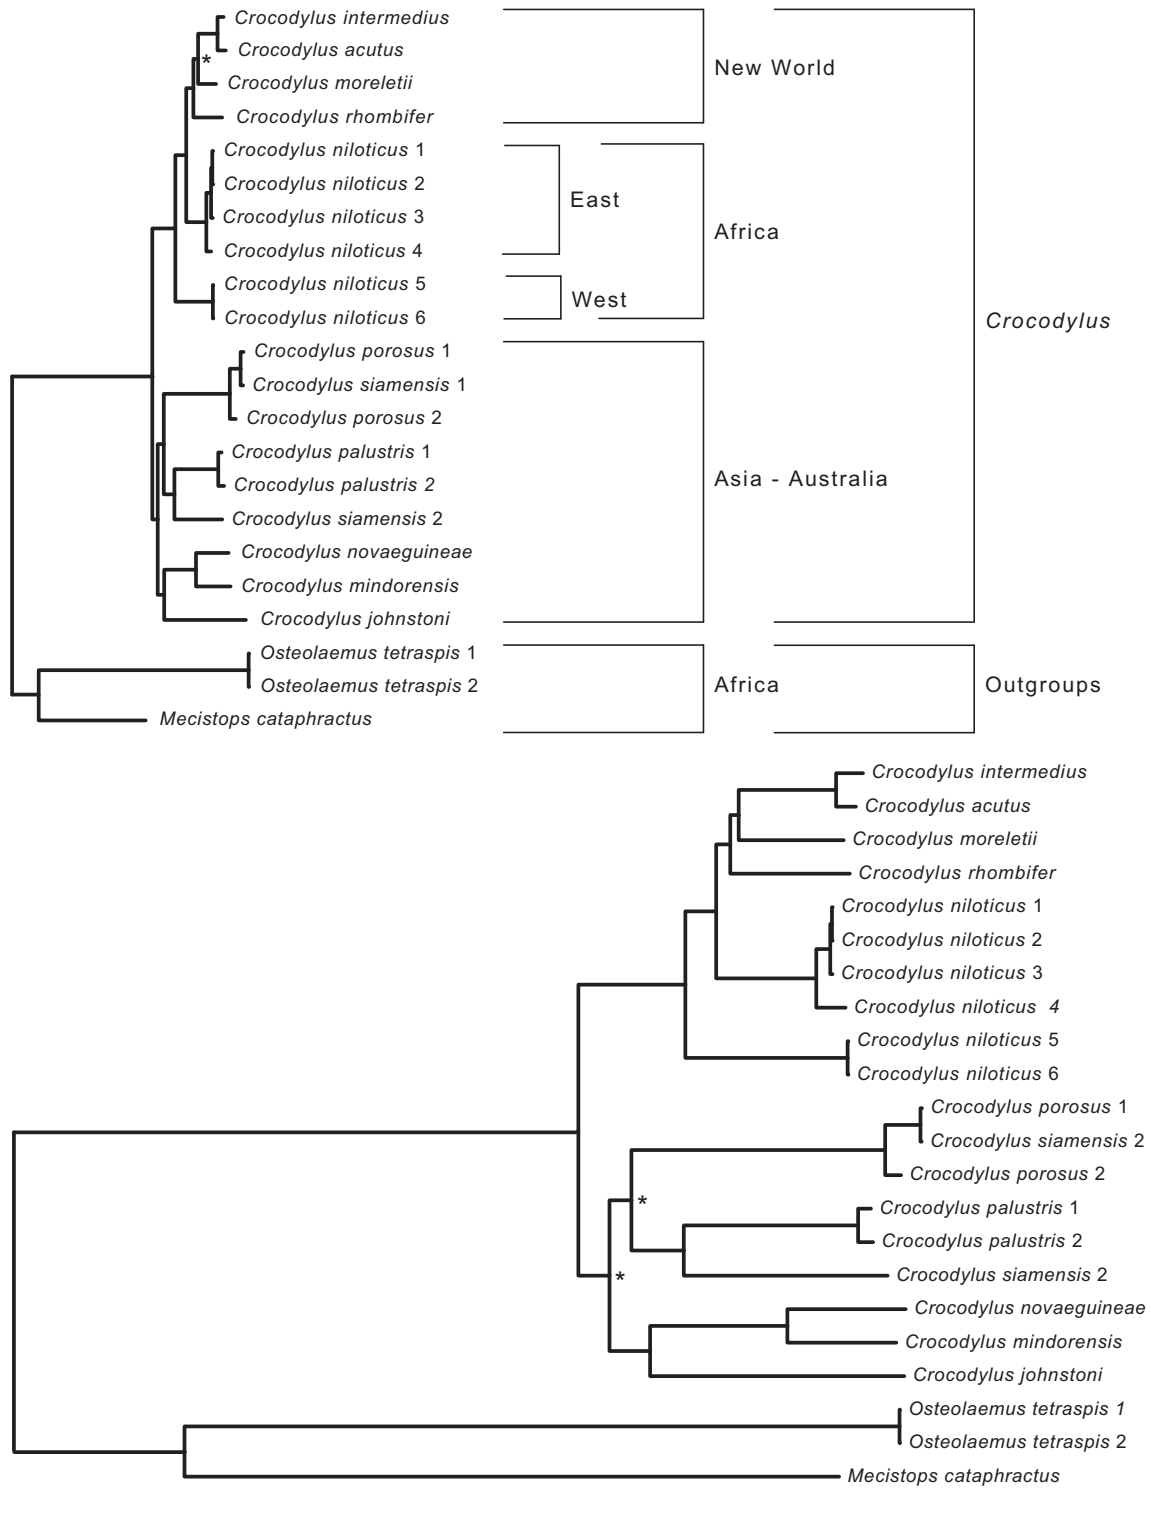 Crocodylus intermedius
Crocodylus acutus
*
Crocodylus moreletii
New World
Crocodylus rhombifer
Crocodylus niloticus 1
Crocodylus niloticus 2
East
Crocodylus niloticus 3
Africa
Crocodylus niloticus 4
Crocodylus niloticus 5
West
Crocodylus niloticus 6
Crocodylus
Crocodylus porosus 1
Crocodylus siamensis 1
Crocodylus porosus 2
Crocodylus palustris 1
Crocodylus palustris 2
Asia - Australia
Crocodylus siamensis 2
Crocodylus novaeguineae
Crocodylus mindorensis
Crocodylus johnstoni
Osteolaemus tetraspis 1
Osteolaemus tetraspis 2
Africa
Outgroups
Mecistops cataphractus
Crocodylus intermedius
Crocodylus acutus
Crocodylus moreletii
Crocodylus rhombifer
Crocodylus niloticus 1
Crocodylus niloticus 2
Crocodylus niloticus 3
Crocodylus niloticus 4
Crocodylus niloticus 5
Crocodylus niloticus 6
Crocodylus porosus 1
Crocodylus siamensis 2
Crocodylus porosus 2
*
Crocodylus palustris 1
Crocodylus palustris 2
*
Crocodylus siamensis 2
Crocodylus novaeguineae
Crocodylus mindorensis
Crocodylus johnstoni
Osteolaemus tetraspis 1
Osteolaemus tetraspis 2
Mecistops cataphractus